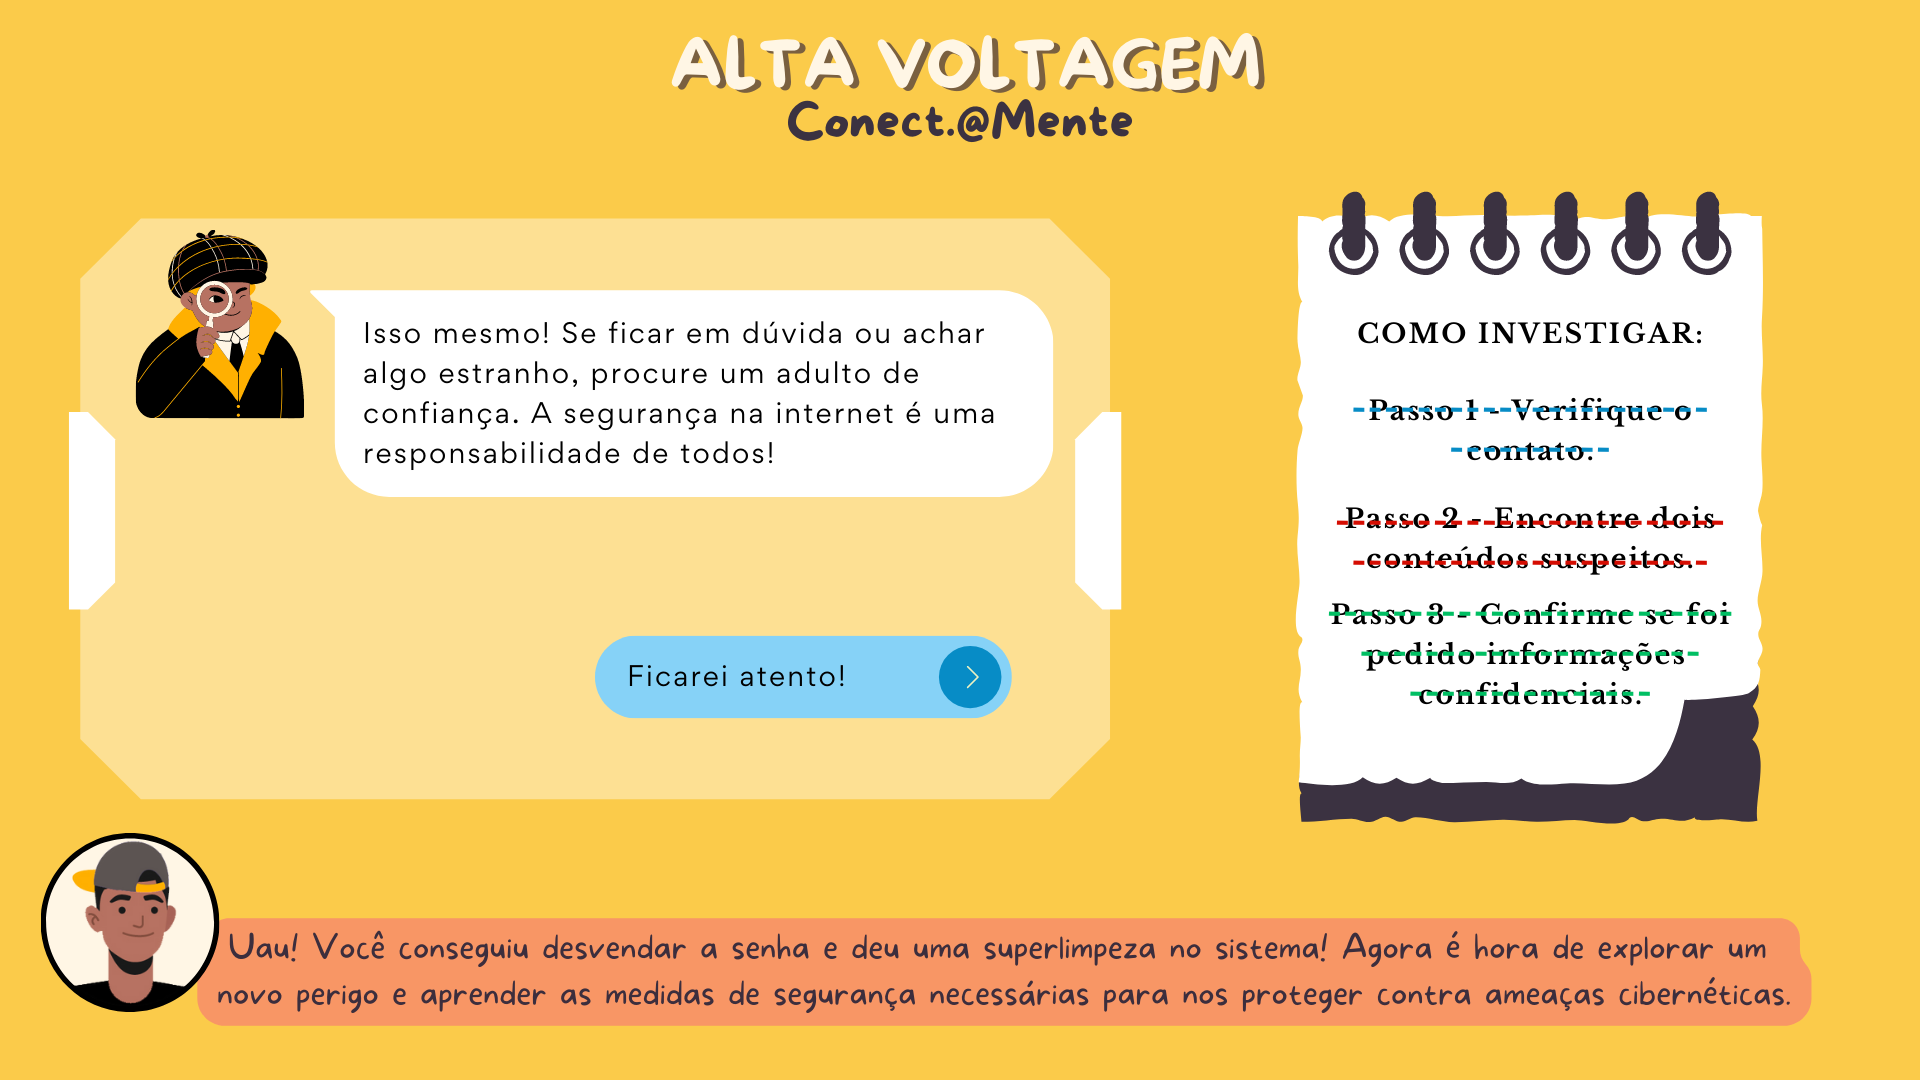 ALTA VOLTAGEM
Conect.@Mente
Isso mesmo! Se ficar em dúvida ou achar
algo estranho, procure um adulto de
confiança. A segurança na internet é uma
responsabilidade de todos!
Ficarei atento!
COMO INVESTIGAR:
Passo 1 - Verifique o
contato.
Passo 2 - Encontre dois
conteúdos suspeitos.
Passo 3 - Confirme se foi
pedido informações
confidenciais.
Uau! Você conseguiu desvendar a senha e deu uma superlimpeza no sistema! Agora é hora de explorar um
novo perigo e aprender as medidas de segurança necessárias para nos proteger contra ameaças cibernéticas.